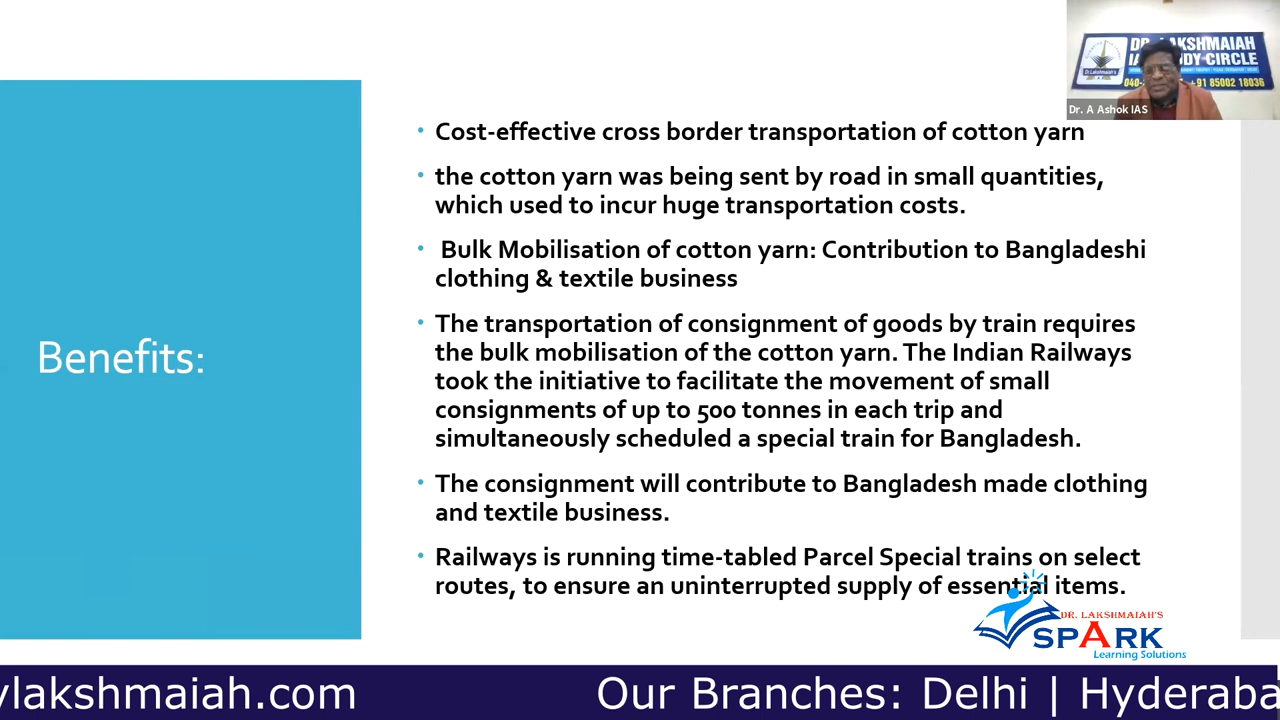 DR. LAKSHMAIAH
IAS STUDY CIRCLE
+91 85002 18036
Dr. A Ashok IAS
Benefits:
• Cost-effective cross border transportation of cotton yarn
• the cotton yarn was being sent by road in small quantities,
which used to incur huge transportation costs.
• Bulk Mobilisation of cotton yarn: Contribution to Bangladeshi
clothing & textile business
• The transportation of consignment of goods by train requires
the bulk mobilisation of the cotton yarn. The Indian Railways
took the initiative to facilitate the movement of small
consignments of up to 500 tonnes in each trip and
simultaneously scheduled a special train for Bangladesh.
• The consignment will contribute to Bangladesh made clothing
and textile business.
• Railways is running time-tabled Parcel Special trains on select
routes, to ensure an uninterrupted supply of essential items.
DR. LAKSHMAIAH'S
SPARK
Learning Solutions
ylakshmaiah.com Our Branches: Delhi | Hyderaba